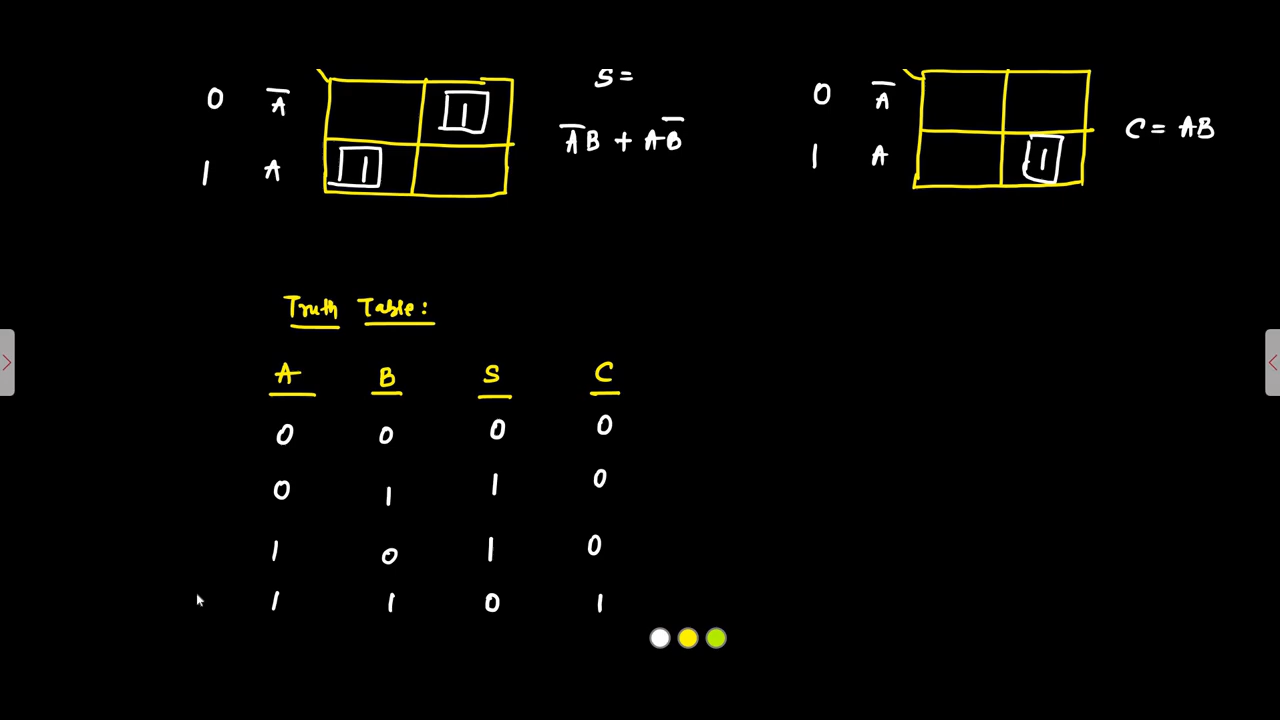 S =
0 A̅ 1 A̅B + AB̅
1 A 1
0 A̅
1 A 1 C = AB
Truth Table:
A B S C
0 0 0 0
0 1 1 0
1 0 1 0
1 1 0 1